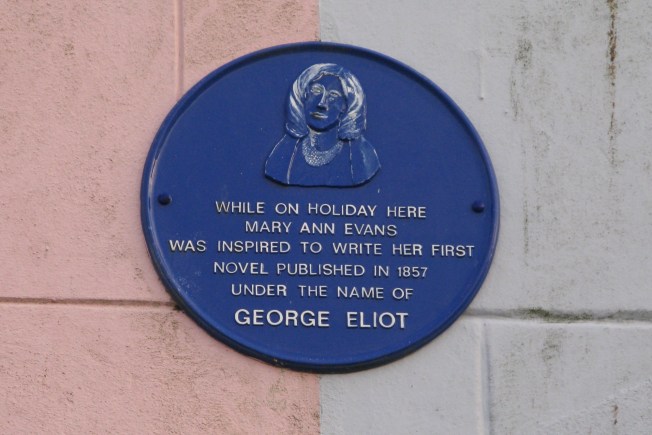 WHILE ON HOLIDAY HERE
MARY ANN EVANS
WAS INSPIRED TO WRITE HER FIRST
NOVEL PUBLISHED IN 1857
UNDER THE NAME OF
GEORGE ELIOT